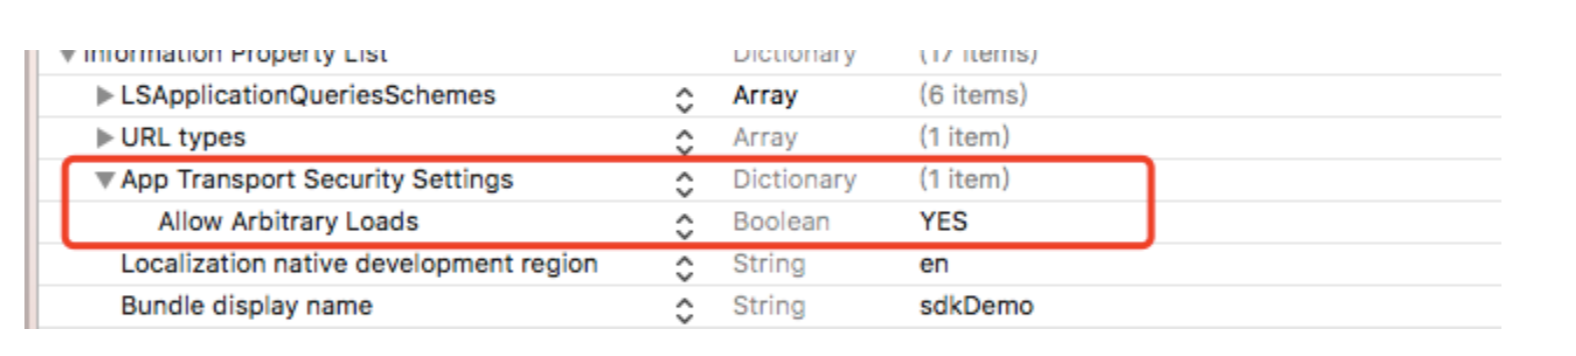 Information Property List Dictionary (17 items)
LSApplicationQueriesSchemes Array (6 items)
URL types Array (1 item)
App Transport Security Settings Dictionary (1 item)
Allow Arbitrary Loads Boolean YES
Localization native development region String en
Bundle display name String sdkDemo